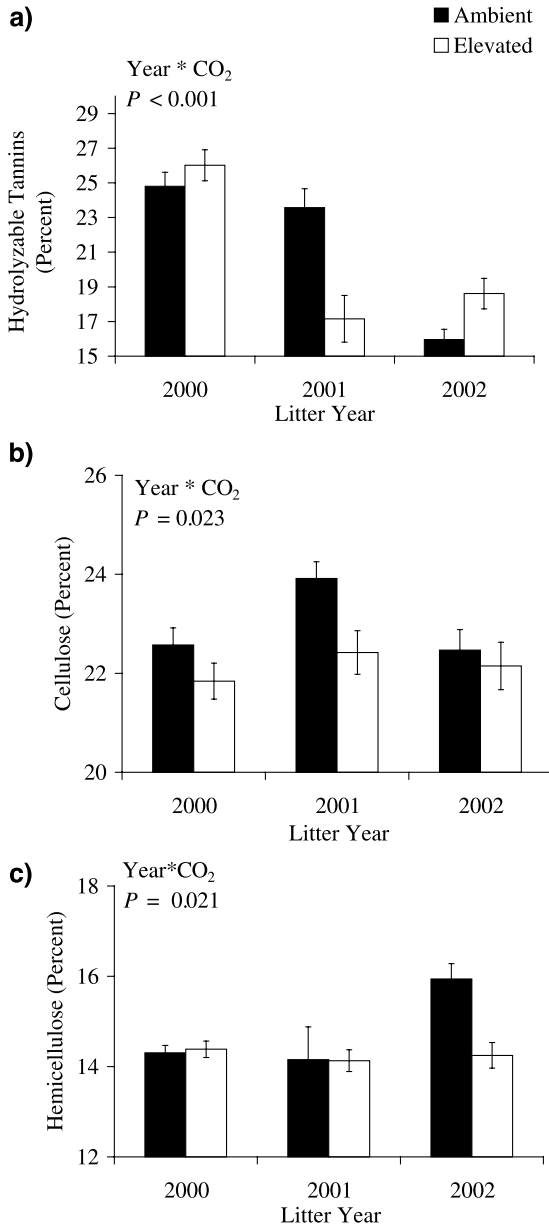 a)
Ambient
Elevated
Year * CO₂
P < 0.001
Hydrolyzable Tannins
(Percent)
29
27
25
23
21
19
17
15
2000 2001 2002
Litter Year
b)
Year * CO₂
P = 0.023
Cellulose (Percent)
26
24
22
20
2000 2001 2002
Litter Year
c)
Year*CO₂
P = 0.021
Hemicellulose (Percent)
18
16
14
12
2000 2001 2002
Litter Year